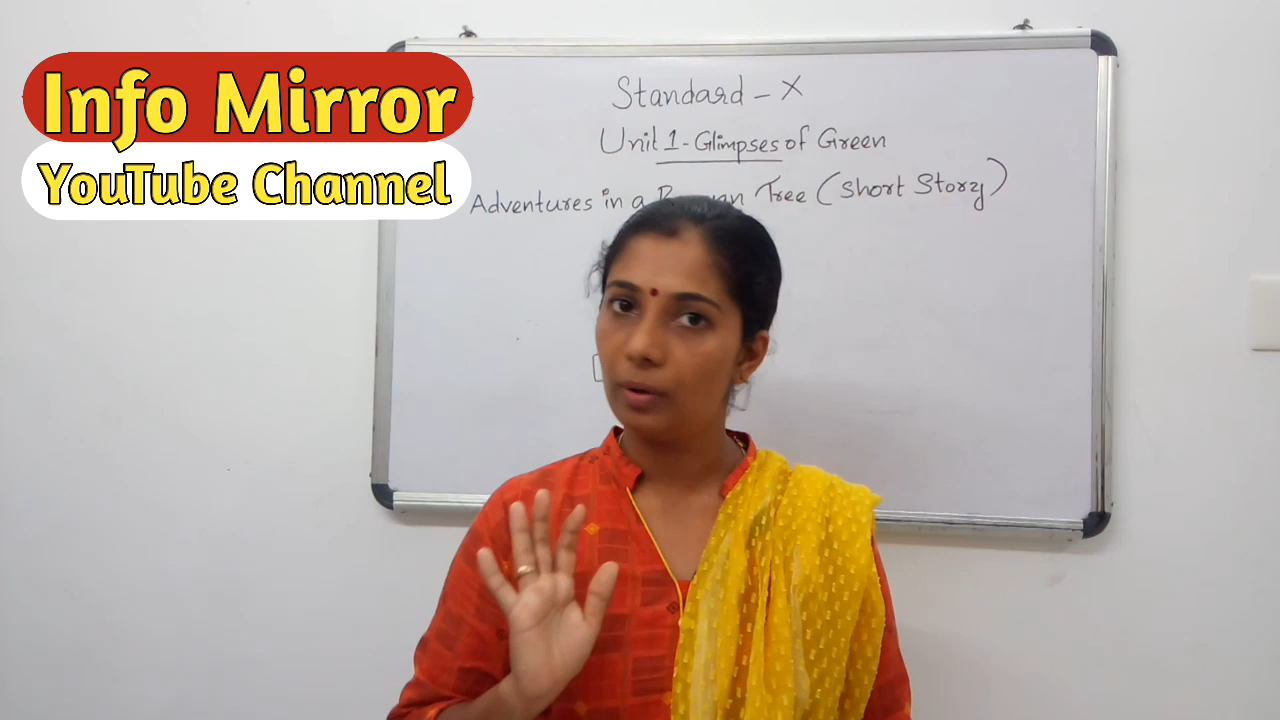 Info Mirror
YouTube Channel
Standard - X
Unit 1 - Glimpses of Green
Adventures in a Tree (Short Story)